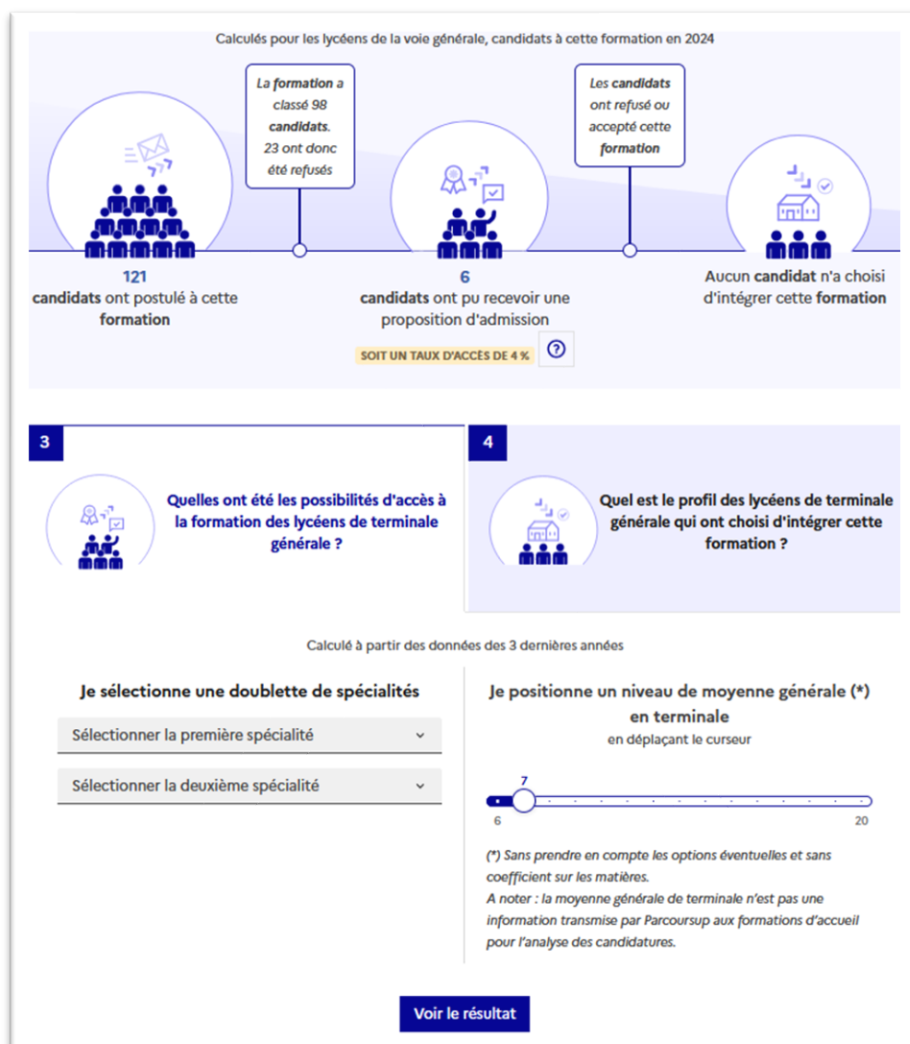 Calculés pour les lycéens de la voie générale, candidats à cette formation en 2024
La formation a
classé 98
candidats.
23 ont donc
été refusés
Les candidats
ont refusé ou
accepté cette
formation
121
candidats ont postulé à cette
formation
6
candidats ont pu recevoir une
proposition d'admission
SOIT UN TAUX D'ACCÈS DE 4 %
?
Aucun candidat n'a choisi
d'intégrer cette formation
3
Quelles ont été les possibilités d'accès à
la formation des lycéens de terminale
générale ?
4
Quel est le profil des lycéens de terminale
générale qui ont choisi d'intégrer cette
formation ?
Calculé à partir des données des 3 dernières années
Je sélectionne une doublette de spécialités
Sélectionner la première spécialité
Sélectionner la deuxième spécialité
Je positionne un niveau de moyenne générale (*)
en terminale
en déplaçant le curseur
7
6 20
(*) Sans prendre en compte les options éventuelles et sans
coefficient sur les matières.
A noter : la moyenne générale de terminale n'est pas une
information transmise par Parcoursup aux formations d'accueil
pour l'analyse des candidatures.
Voir le résultat